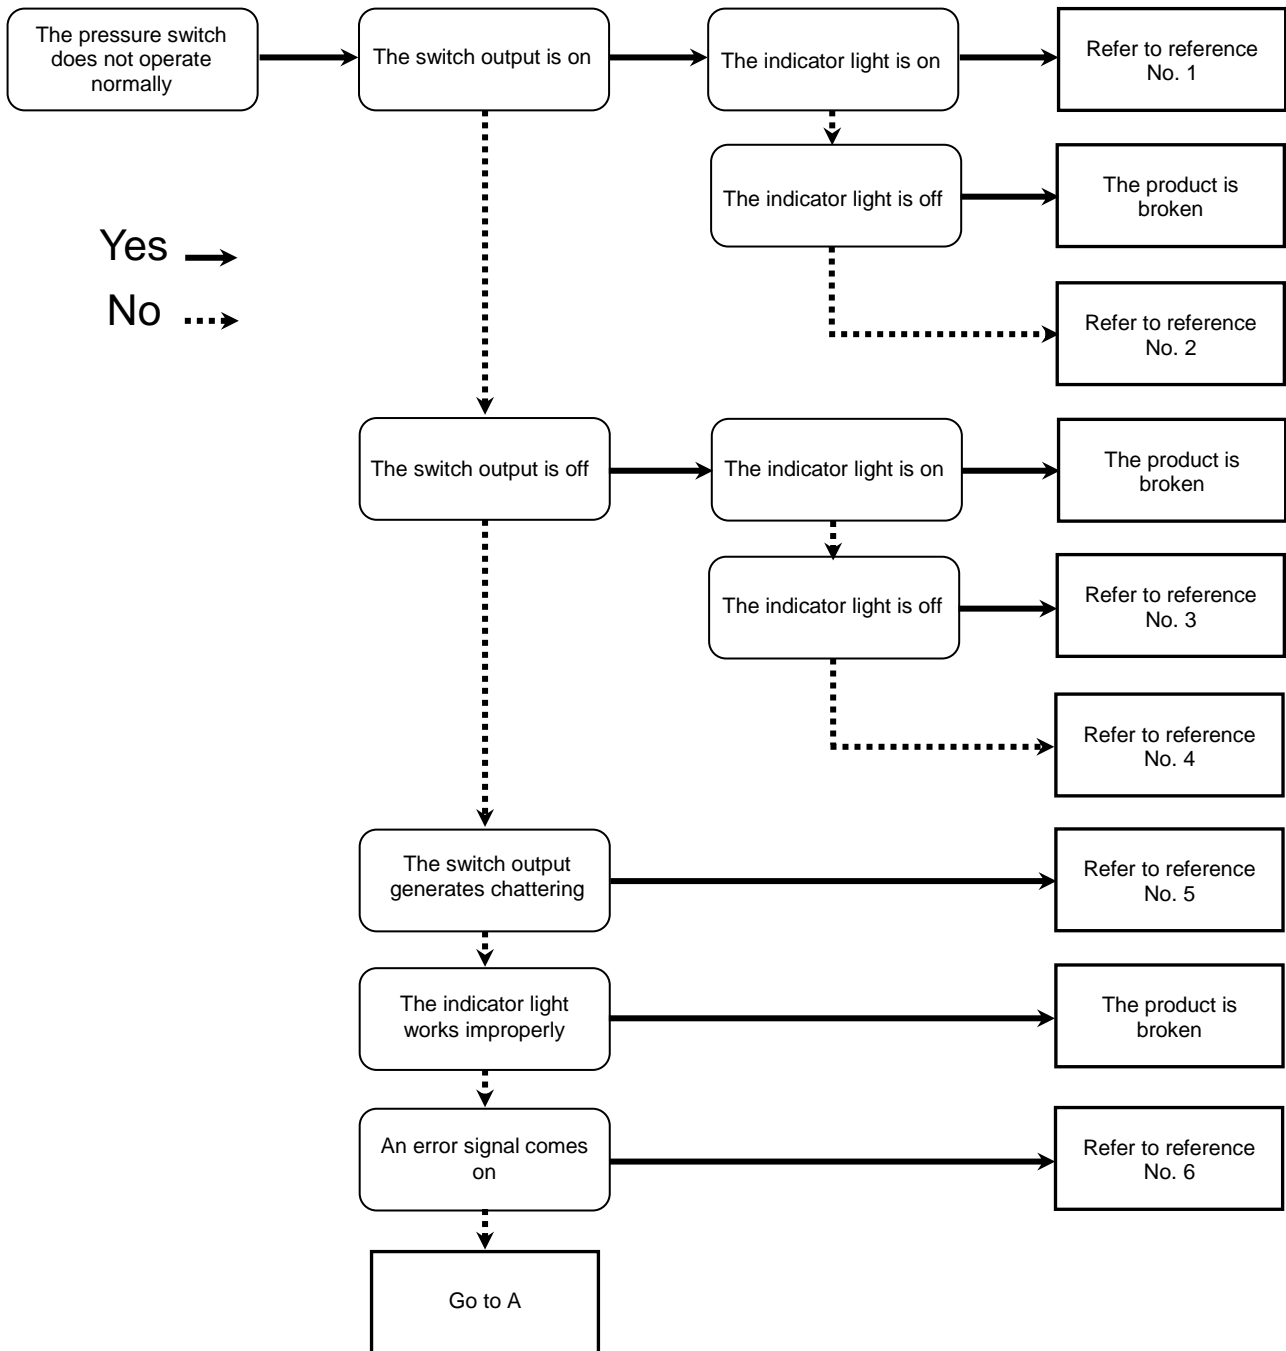 The pressure switch
does not operate
normally
The switch output is on
The indicator light is on
Refer to reference
No. 1
The indicator light is off
The product is
broken
Yes
No
Refer to reference
No. 2
The switch output is off
The indicator light is on
The product is
broken
The indicator light is off
Refer to reference
No. 3
Refer to reference
No. 4
The switch output
generates chattering
Refer to reference
No. 5
The indicator light
works improperly
The product is
broken
An error signal comes
on
Refer to reference
No. 6
Go to A